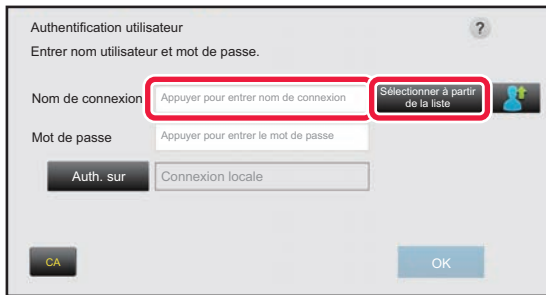 Authentification utilisateur
?
Entrer nom utilisateur et mot de passe.
Nom de connexion
Appuyer pour entrer nom de connexion
Sélectionner à partir
de la liste
Mot de passe
Appuyer pour entrer le mot de passe
Auth. sur
Connexion locale
CA
OK